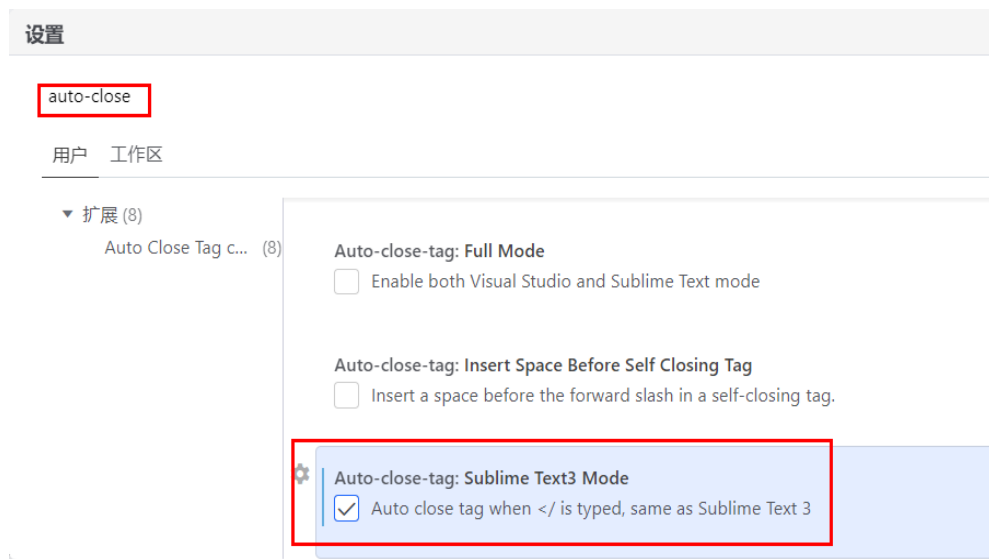 设置
auto-close
用户 工作区
扩展 (8)
Auto Close Tag c... (8)
Auto-close-tag: Full Mode
Enable both Visual Studio and Sublime Text mode
Auto-close-tag: Insert Space Before Self Closing Tag
Insert a space before the forward slash in a self-closing tag.
Auto-close-tag: Sublime Text3 Mode
Auto close tag when </ is typed, same as Sublime Text 3